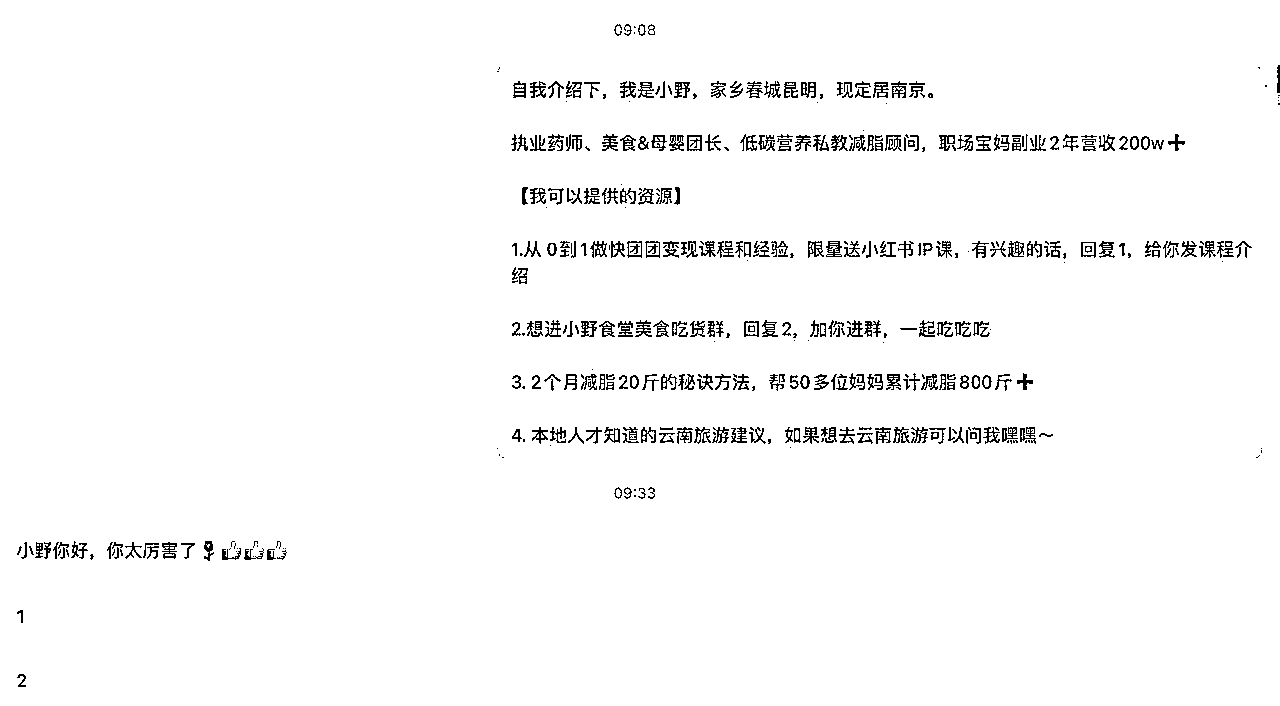 09:08
自我介绍下，我是小野，家乡春城昆明，现定居南京。
执业药师、美食&母婴团长、低碳营养私教减脂顾问，职场宝妈副业2年营收200w➕
【我可以提供的资源】
1.从0到1做快团团变现课程和经验，限量送小红书IP课，有兴趣的话，回复1，给你发课程介
绍
2.想进小野食堂美食吃货群，回复2，加你进群，一起吃吃吃
3. 2个月减脂20斤的秘诀方法，帮50多位妈妈累计减脂800斤➕
4. 本地人才知道的云南旅游建议，如果想去云南旅游可以问我嘿嘿～
09:33
小野你好，你太厉害了🌹👍👍👍
1
2